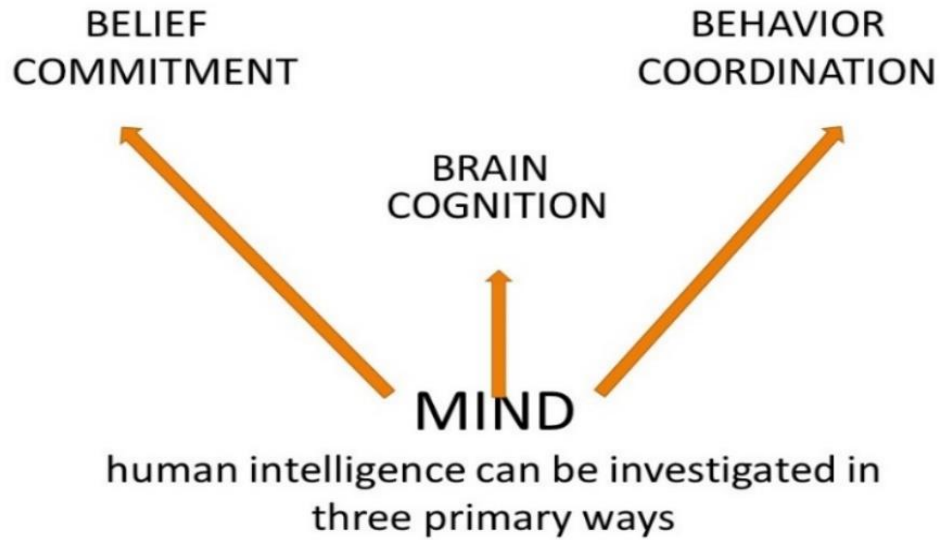 BELIEF
COMMITMENT
BEHAVIOR
COORDINATION
BRAIN
COGNITION
MIND
human intelligence can be investigated in
three primary ways